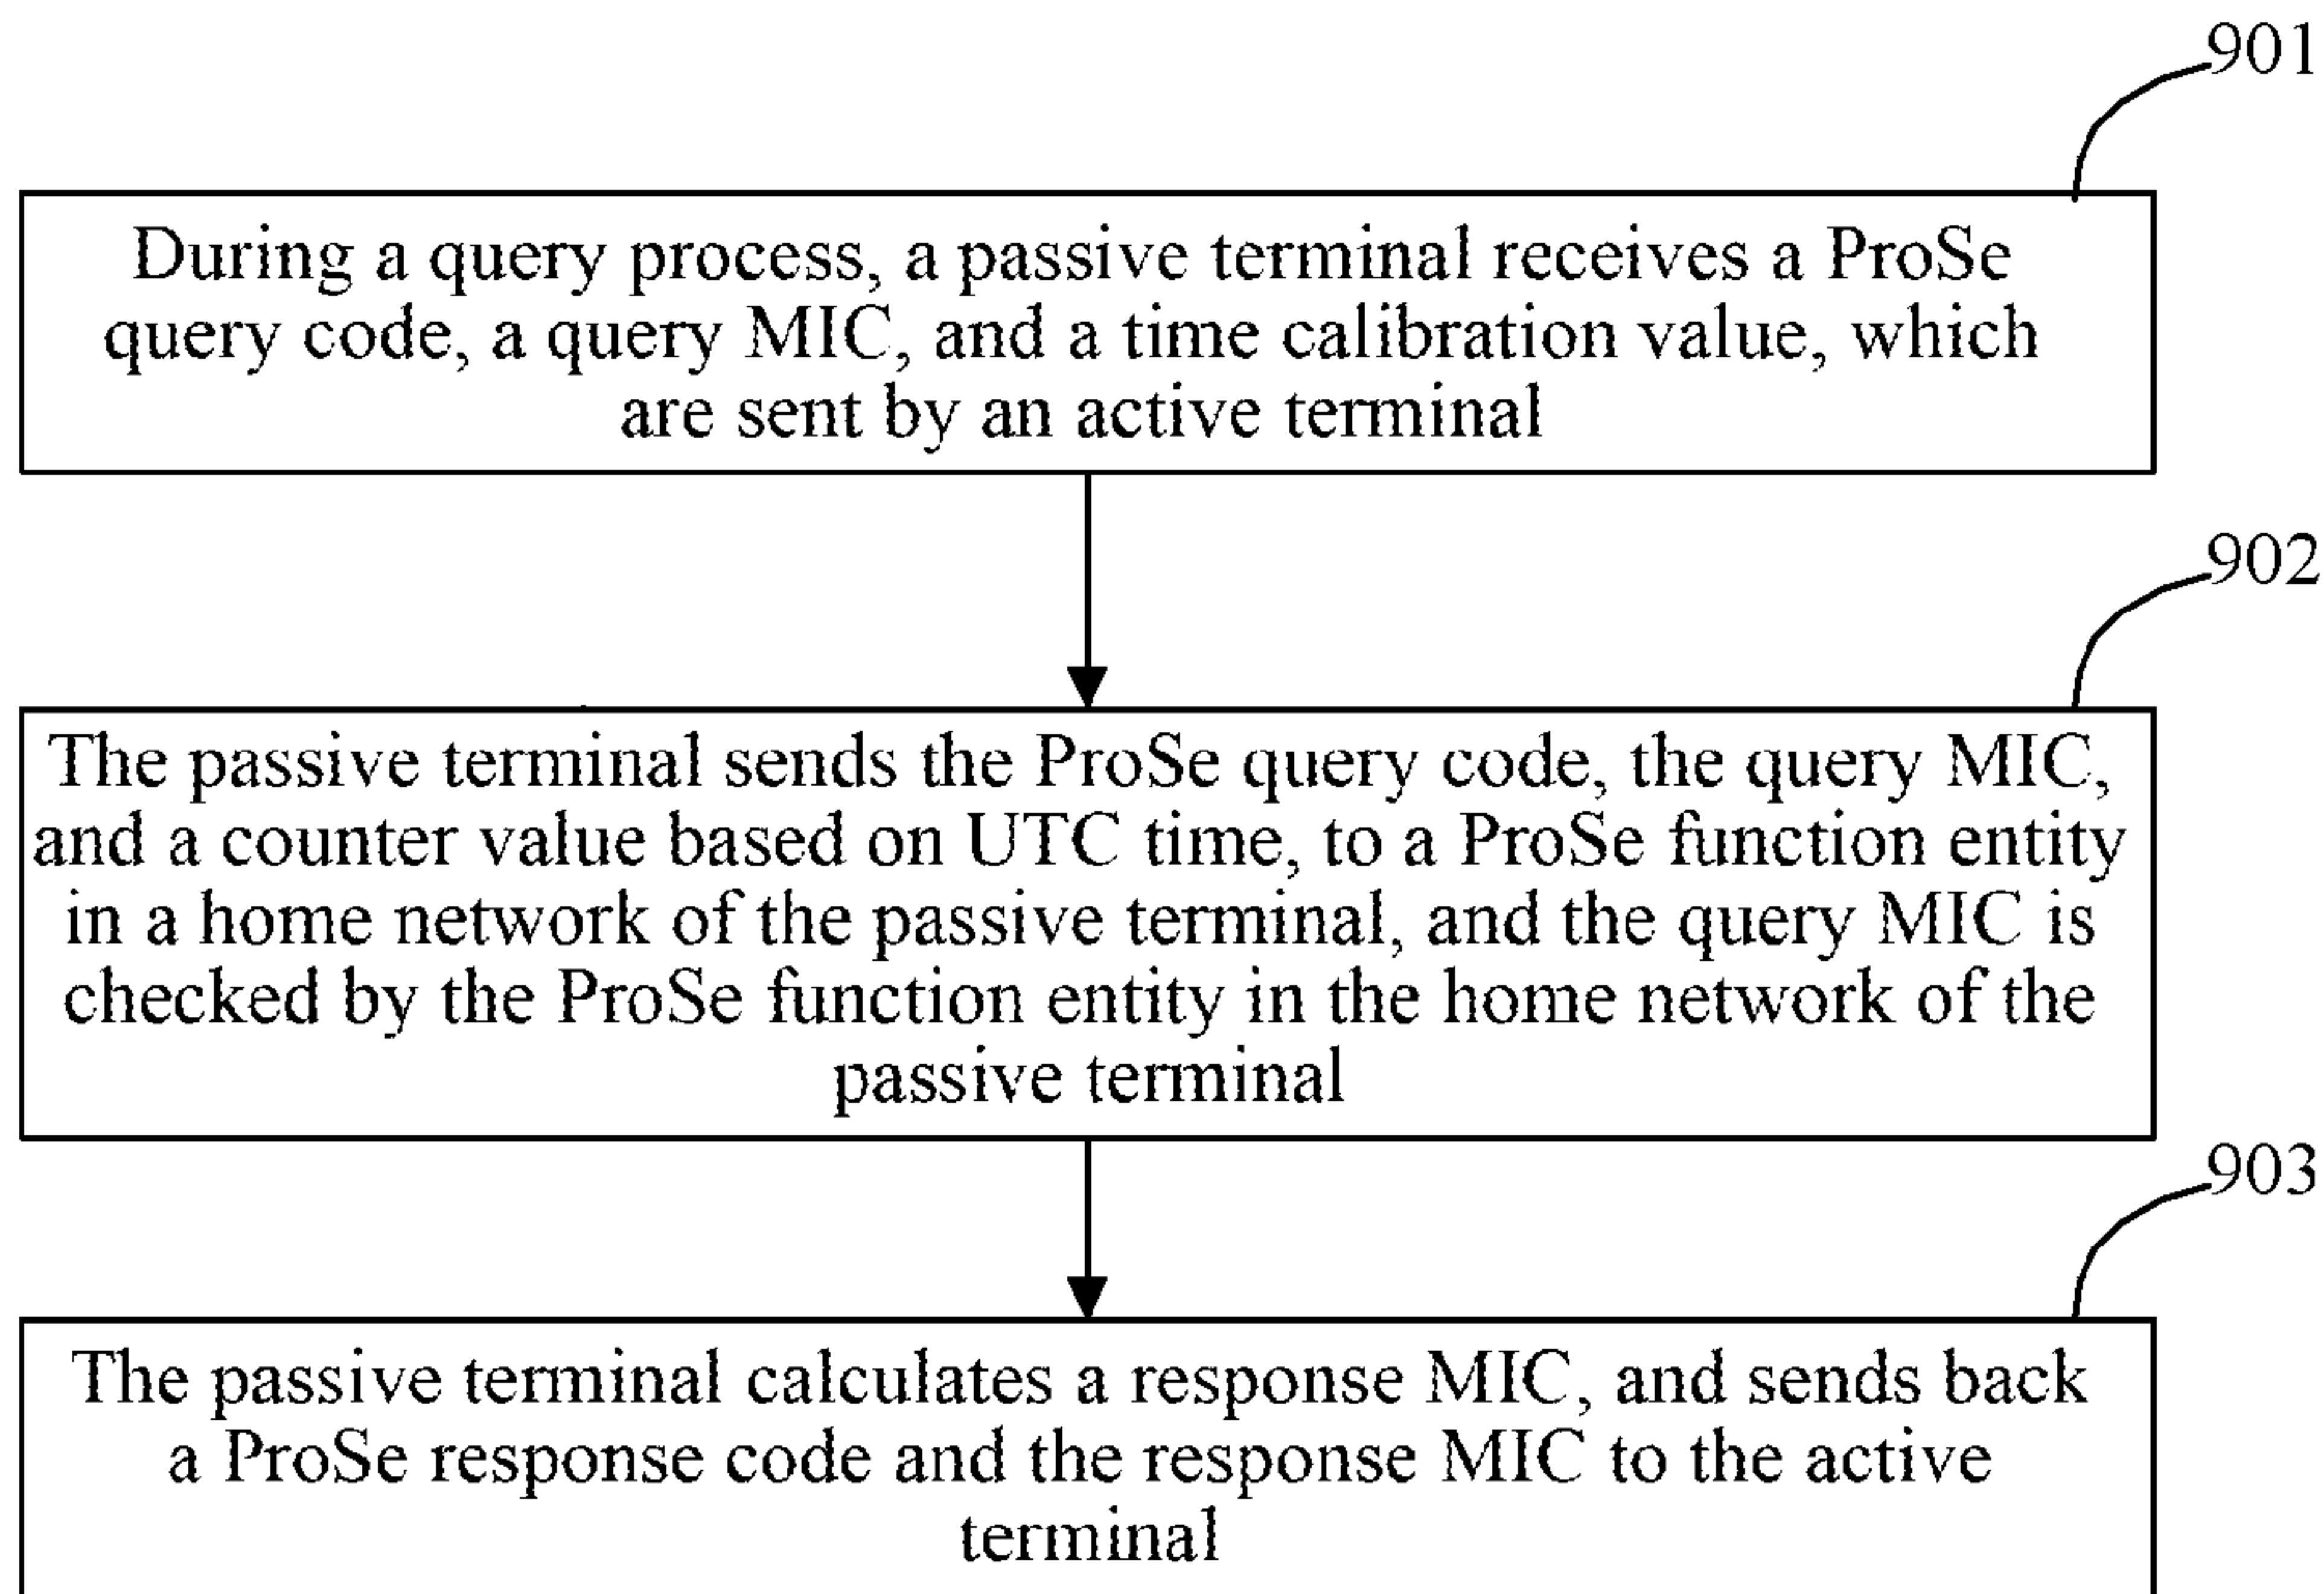 901
During a query process, a passive terminal receives a ProSe
query code, a query MIC, and a time calibration value, which
are sent by an active terminal
902
The passive terminal sends the ProSe query code, the query MIC,
and a counter value based on UTC time, to a ProSe function entity
in a home network of the passive terminal, and the query MIC is
checked by the ProSe function entity in the home network of the
passive terminal
903
The passive terminal calculates a response MIC, and sends back
a ProSe response code and the response MIC to the active
terminal